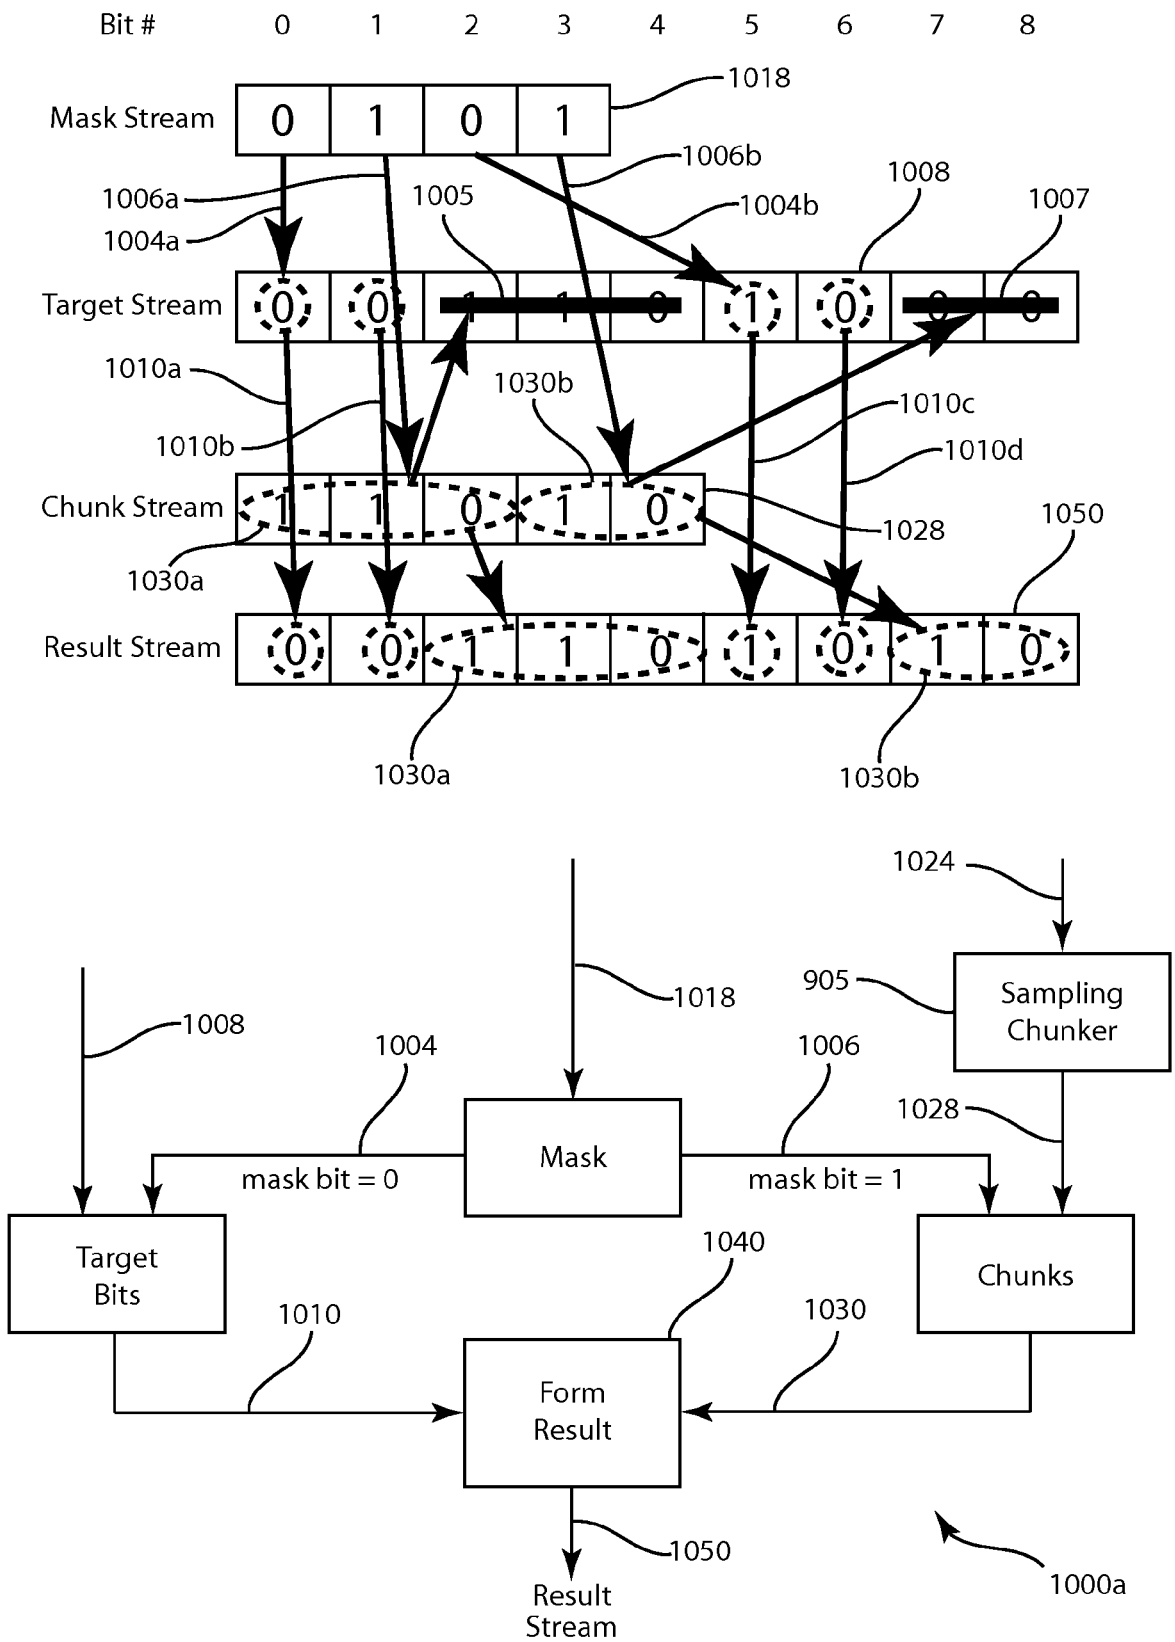 Bit # 0 1 2 3 4 5 6 7 8
1018
Mask Stream 0 1 0 1
1006b
1006a 1005 1008 1007
1004b
1004a
Target Stream 0 0 1 1 0 1 0 0 0
1010a 1030b
1010c
1010b 1010d
Chunk Stream 1 1 0 1 0
1028 1050
1030a
Result Stream 0 0 1 1 0 1 0 1 0
1030a 1030b
1024
905 Sampling
Chunker
1018
1008
1004 1006
1028
Mask
mask bit = 0 mask bit = 1
1040
Target
Bits
Chunks
1010 1030
Form
Result
1050
1000a
Result
Stream